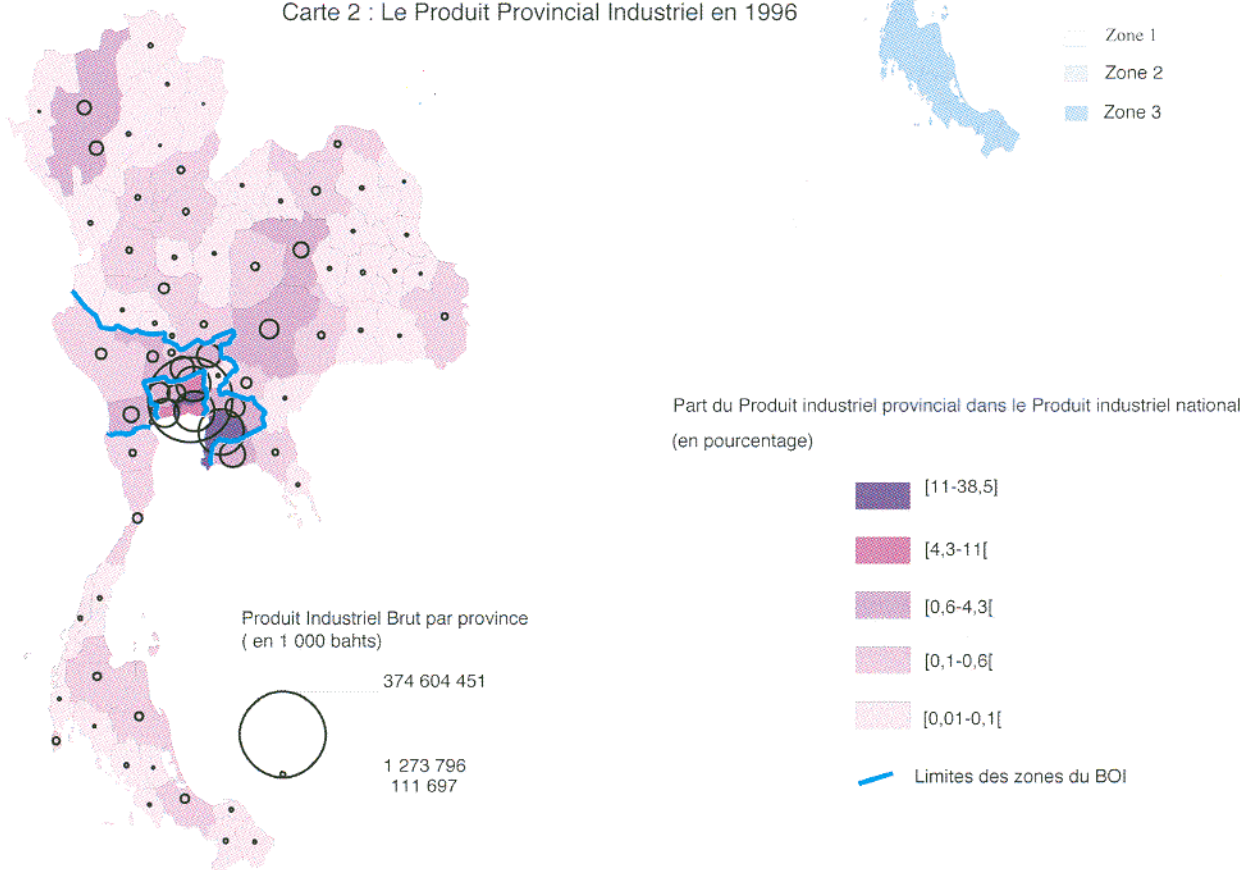 Carte 2 : Le Produit Provincial Industriel en 1996
Zone 1
Zone 2
Zone 3
Part du Produit industriel provincial dans le Produit industriel national
(en pourcentage)
[11-38,5]
[4,3-11[
[0,6-4,3[
[0,1-0,6[
[0,01-0,1[
Limites des zones du BOI
Produit Industriel Brut par province
( en 1 000 bahts)
374 604 451
1 273 796
111 697